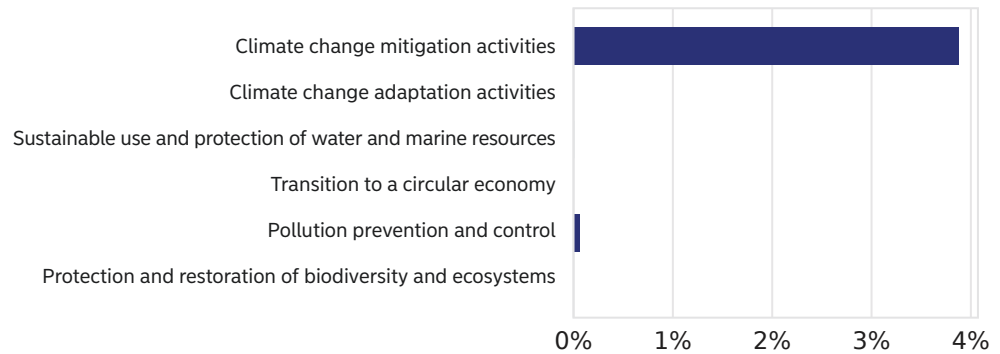 Climate change mitigation activities
Climate change adaptation activities
Sustainable use and protection of water and marine resources
Transition to a circular economy
Pollution prevention and control
Protection and restoration of biodiversity and ecosystems
0% 1% 2% 3% 4%